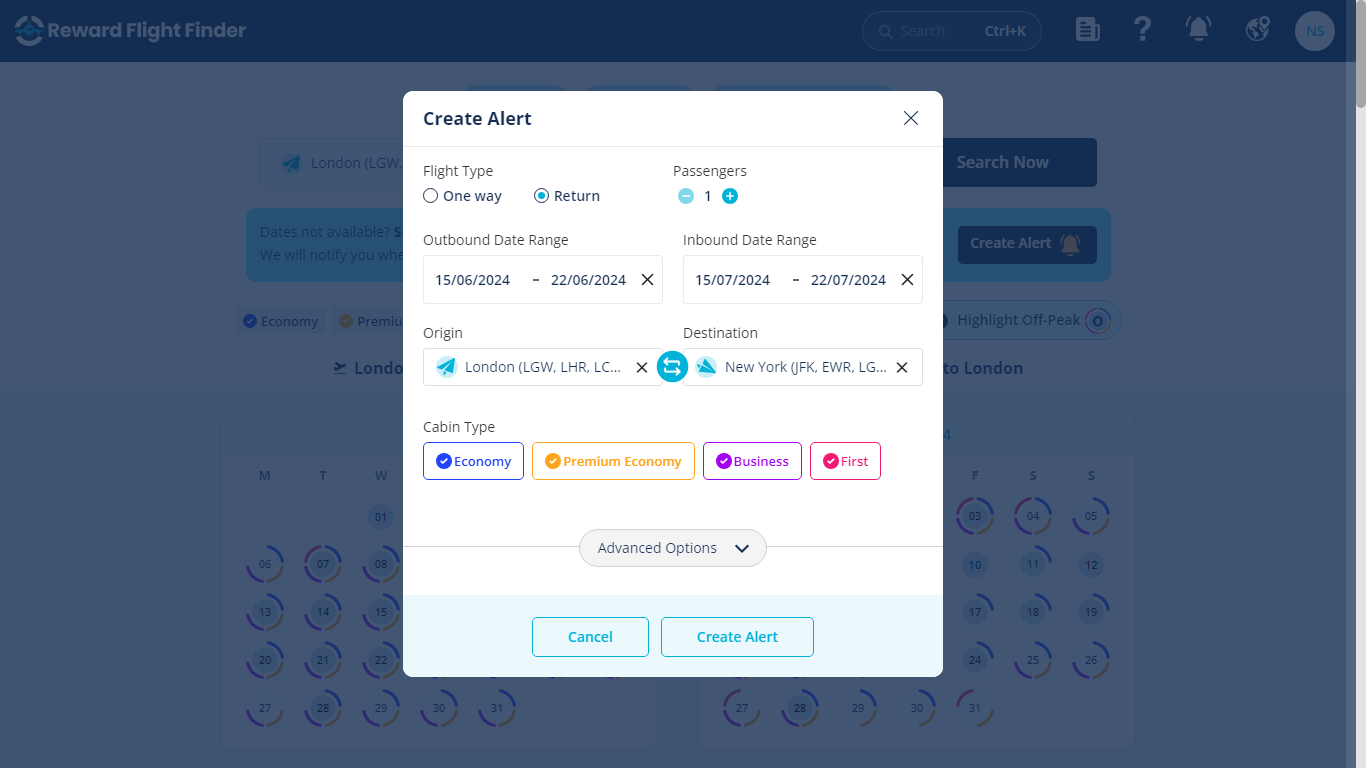 Reward Flight Finder
Search Ctrl+K
NS
London (LGW,
Search Now
Dates not available? S
We will notify you whe
Create Alert
Economy
Premiu
Highlight Off-Peak
Londo
to London
Create Alert
Flight Type
One way
Return
Passengers
1
Outbound Date Range
15/06/2024 – 22/06/2024
Inbound Date Range
15/07/2024 – 22/07/2024
Origin
London (LGW, LHR, LC...
Destination
New York (JFK, EWR, LG...
Cabin Type
Economy
Premium Economy
Business
First
Advanced Options
Cancel
Create Alert
M T W
01
06 07 08
13 14 15
20 21 22
27 28 29 30 31
4
F S S
03 04 05
10 11 12
17 18 19
24 25 26
27 28 29 30 31